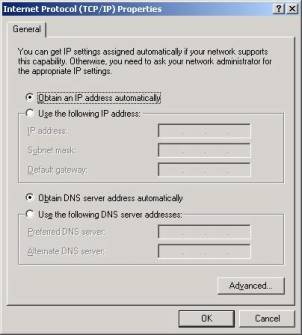 Internet Protocol (TCP/IP) Properties
General
You can get IP settings assigned automatically if your network supports
this capability. Otherwise, you need to ask your network administrator for
the appropriate IP settings.
Obtain an IP address automatically
Use the following IP address:
IP address:
Subnet mask:
Default gateway:
Obtain DNS server address automatically
Use the following DNS server addresses:
Preferred DNS server:
Alternate DNS server:
Advanced...
OK
Cancel